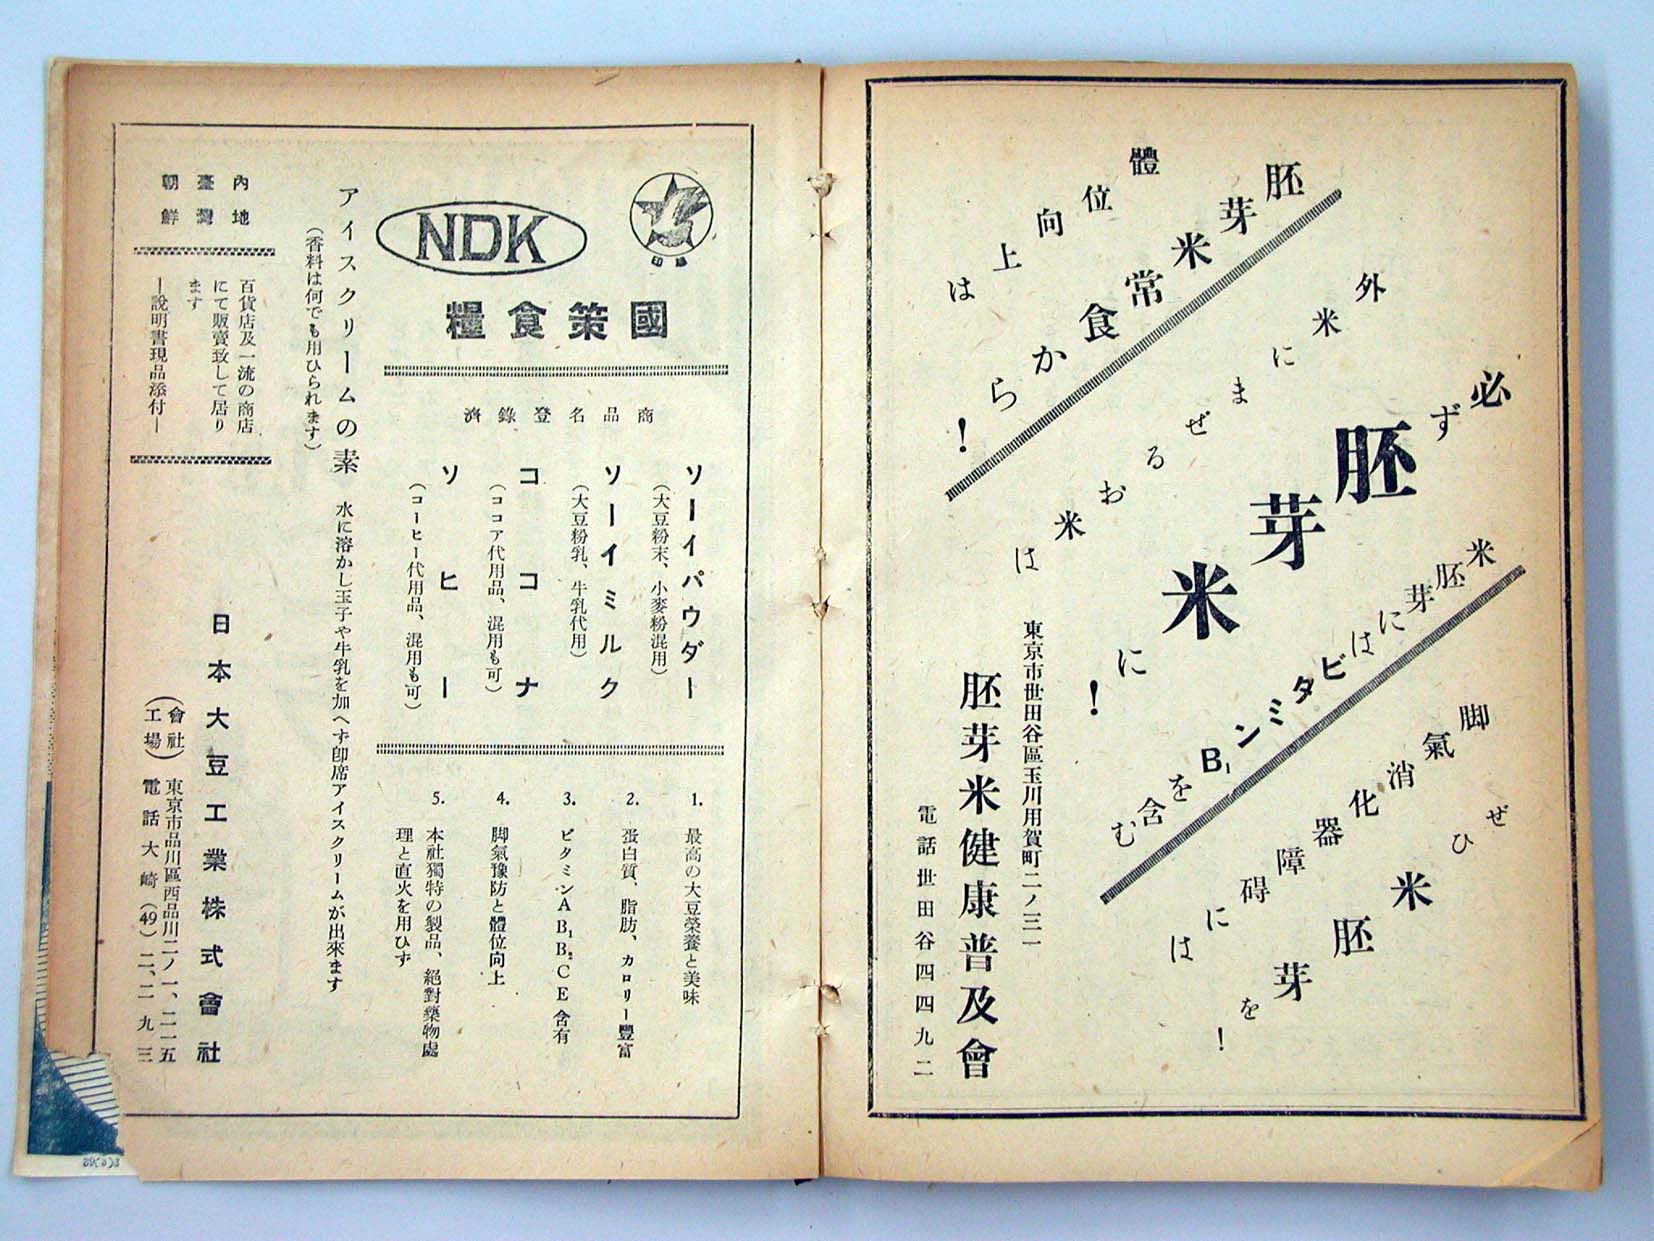 體位向上は
胚芽米常食から!
外米にまぜるお米は
必ず胚芽米に!
米胚芽にはビタミンB₁を含む
脚氣消化器障碍には
ぜひ米胚芽を!
東京市世田谷區玉川用賀町二ノ三一
胚芽米健康普及會
電話世田谷四四九二
NDK
國策食糧
商品名登錄濟
ソーイパウダー
(大豆粉末、小麥粉混用)
ソーイミルク
(大豆粉乳、牛乳代用)
ココナ
(ココア代用品、混用も可)
ソヒー
(コーヒー代用品、混用も可)
1. 最高の大豆榮養と美味
2. 蛋白質、脂肪、カロリー豐富
3. ビタミンA B₁ B₂ C E 含有
4. 脚氣豫防と體位向上
5. 本社獨特の製品、絕對藥物處
理と直火を用ひず
アイスクリームの素 水に溶かし玉子や牛乳を加へず卽席アイスクリームが出來ます
(香料は何でも用ひられます)
內地
臺灣
朝鮮
百貨店及一流の商店
にて販賣致して居り
ます
―說明書現品添付―
日本大豆工業株式會社
(會社) 東京市品川區西品川二ノ一、二一五
(工場) 電話大崎(49)二、二九三